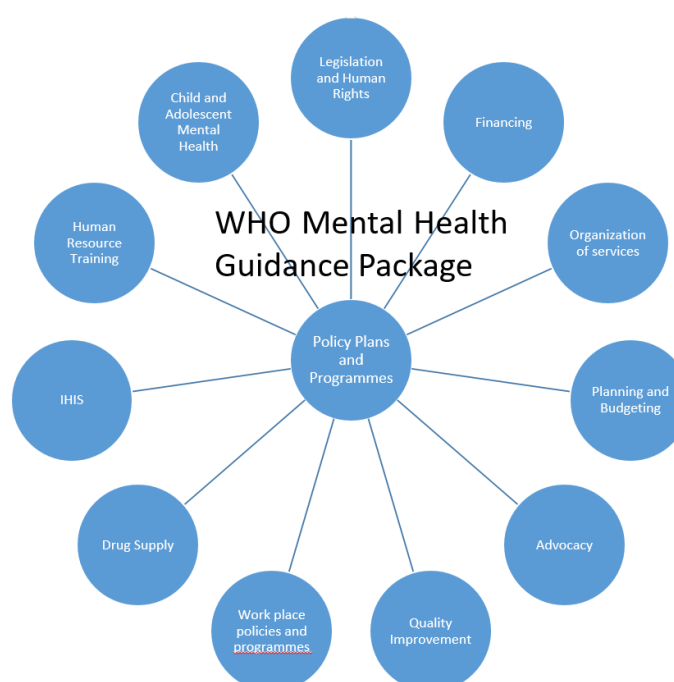 Legislation
and Human
Rights
Financing
Organization
of services
Planning and
Budgeting
Advocacy
Quality
Improvement
Work place
policies and
programmes
Drug Supply
IHIS
Human
Resource
Training
Child and
Adolescent
Mental
Health
WHO Mental Health
Guidance Package
Policy Plans
and
Programmes